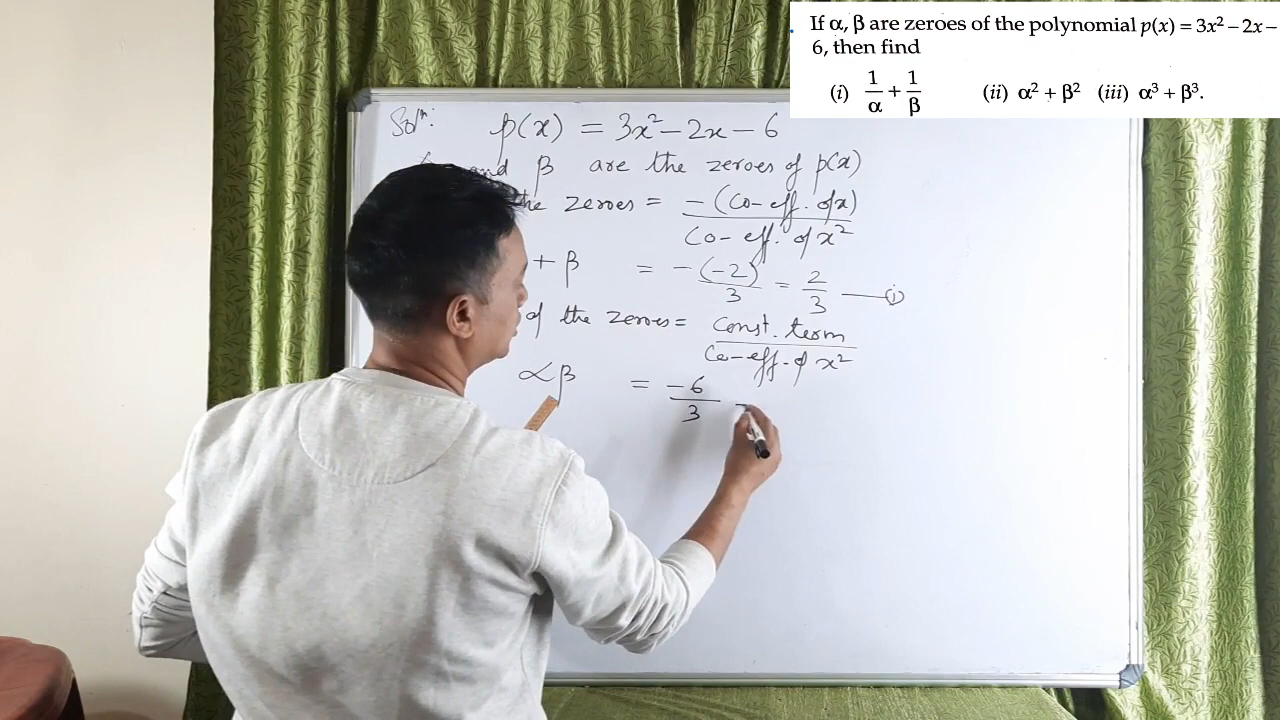 If α, β are zeroes of the polynomial p(x) = 3x² – 2x –
6, then find
(i) 1/α + 1/β (ii) α² + β² (iii) α³ + β³.
Solⁿ: p(x) = 3x² – 2x – 6
and β are the zeroes of p(x)
the zeroes = – (Co-eff. of x) / Co-eff. of x²
+ β = – (–2) / 3 = 2/3 — (i)
of the zeroes = Const. term / Co-eff. of x²
αβ = –6/3